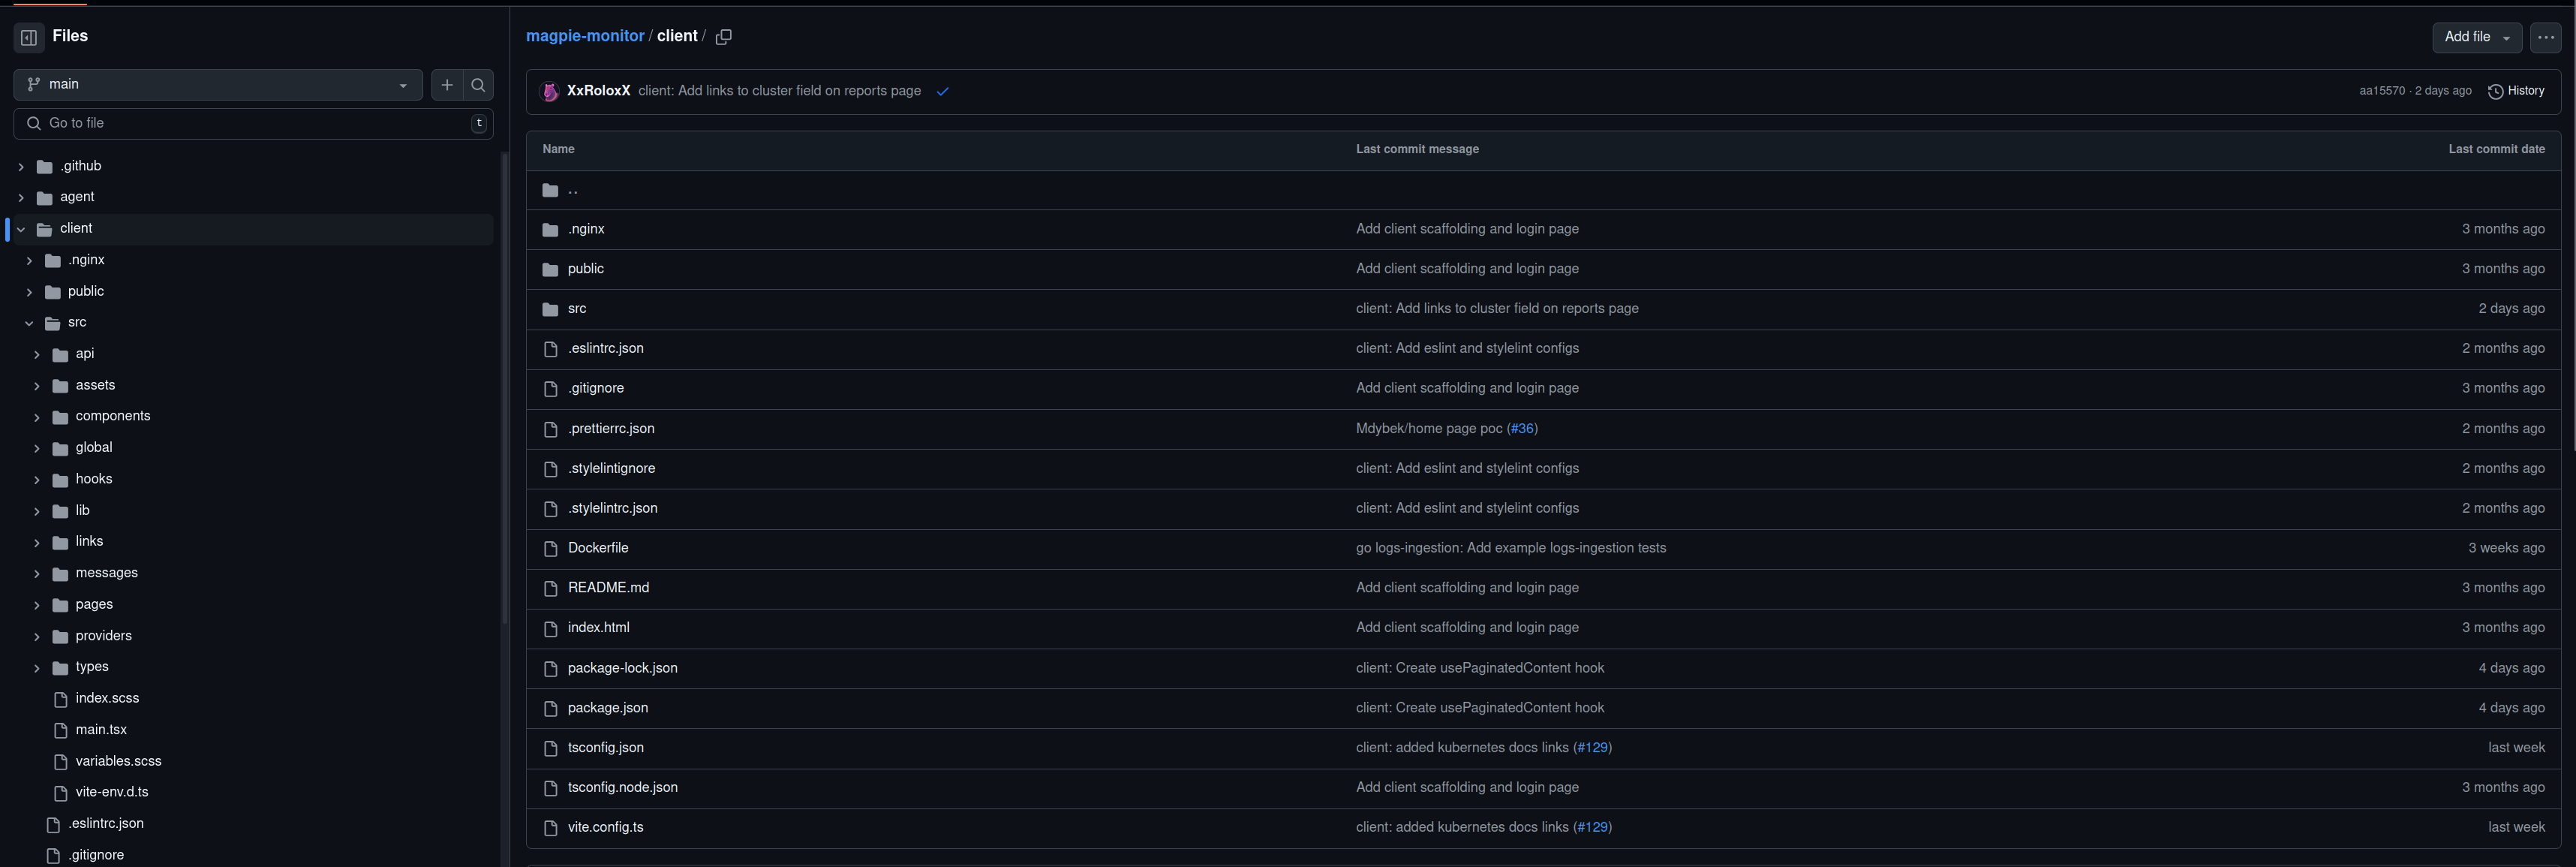 Files
main
Go to file
t
.github
agent
client
.nginx
public
src
api
assets
components
global
hooks
lib
links
messages
pages
providers
types
index.scss
main.tsx
variables.scss
vite-env.d.ts
.eslintrc.json
.gitignore
magpie-monitor / client /
Add file
XxRoloxX client: Add links to cluster field on reports page
aa15570 · 2 days ago History
Name Last commit message Last commit date
..
.nginx Add client scaffolding and login page 3 months ago
public Add client scaffolding and login page 3 months ago
src client: Add links to cluster field on reports page 2 days ago
.eslintrc.json client: Add eslint and stylelint configs 2 months ago
.gitignore Add client scaffolding and login page 3 months ago
.prettierrc.json Mdybek/home page poc (#36) 2 months ago
.stylelintignore client: Add eslint and stylelint configs 2 months ago
.stylelintrc.json client: Add eslint and stylelint configs 2 months ago
Dockerfile go logs-ingestion: Add example logs-ingestion tests 3 weeks ago
README.md Add client scaffolding and login page 3 months ago
index.html Add client scaffolding and login page 3 months ago
package-lock.json client: Create usePaginatedContent hook 4 days ago
package.json client: Create usePaginatedContent hook 4 days ago
tsconfig.json client: added kubernetes docs links (#129) last week
tsconfig.node.json Add client scaffolding and login page 3 months ago
vite.config.ts client: added kubernetes docs links (#129) last week